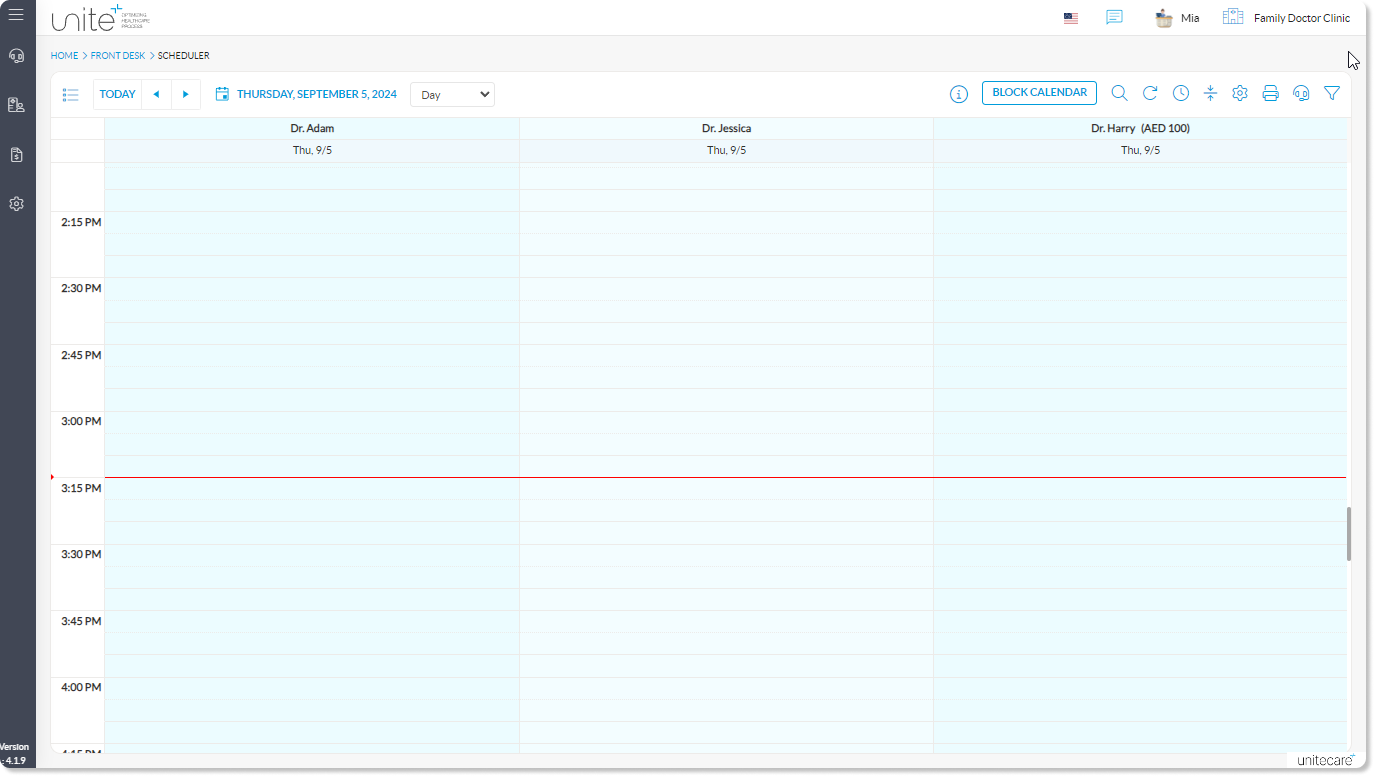 unite
OPTIMIZING
HEALTHCARE
PROCESS
Mia
Family Doctor Clinic
HOME > FRONT DESK > SCHEDULER
TODAY
THURSDAY, SEPTEMBER 5, 2024
Day
BLOCK CALENDAR
Dr. Adam
Dr. Jessica
Dr. Harry (AED 100)
Thu, 9/5
Thu, 9/5
Thu, 9/5
2:15 PM
2:30 PM
2:45 PM
3:00 PM
3:15 PM
3:30 PM
3:45 PM
4:00 PM
4:15 PM
Version
: 4.1.9
unitecare